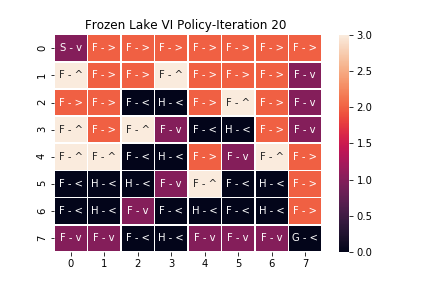 Frozen Lake VI Policy-Iteration 20
0 S - v F - > F - > F - > F - > F - > F - > F - > 3.0
1 F - ^ F - > F - > F - ^ F - > F - > F - > F - v 2.5
2 F - > F - > F - < H - < F - > F - ^ F - > F - v 2.0
3 F - ^ F - > F - ^ F - v F - < H - < F - > F - v
4 F - ^ F - ^ F - < H - < F - > F - v F - ^ F - > 1.5
5 F - < H - < H - < F - v F - ^ F - < H - < F - > 1.0
6 F - < H - < F - v F - < H - < F - < H - < F - > 0.5
7 F - v F - v F - < H - < F - v F - v F - v G - < 0.0
0 1 2 3 4 5 6 7